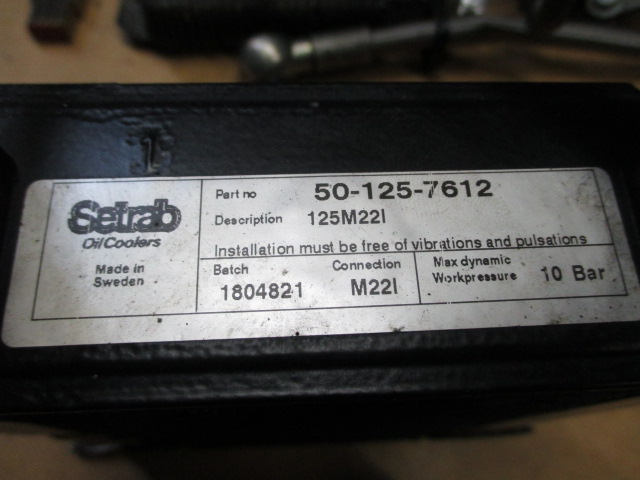 Setrab
Oil Coolers
Made in
Sweden
Part no 50-125-7612
Description 125M22I
Installation must be free of vibrations and pulsations
Batch
1804821
Connection
M22I
Max dynamic
Workpressure 10 Bar